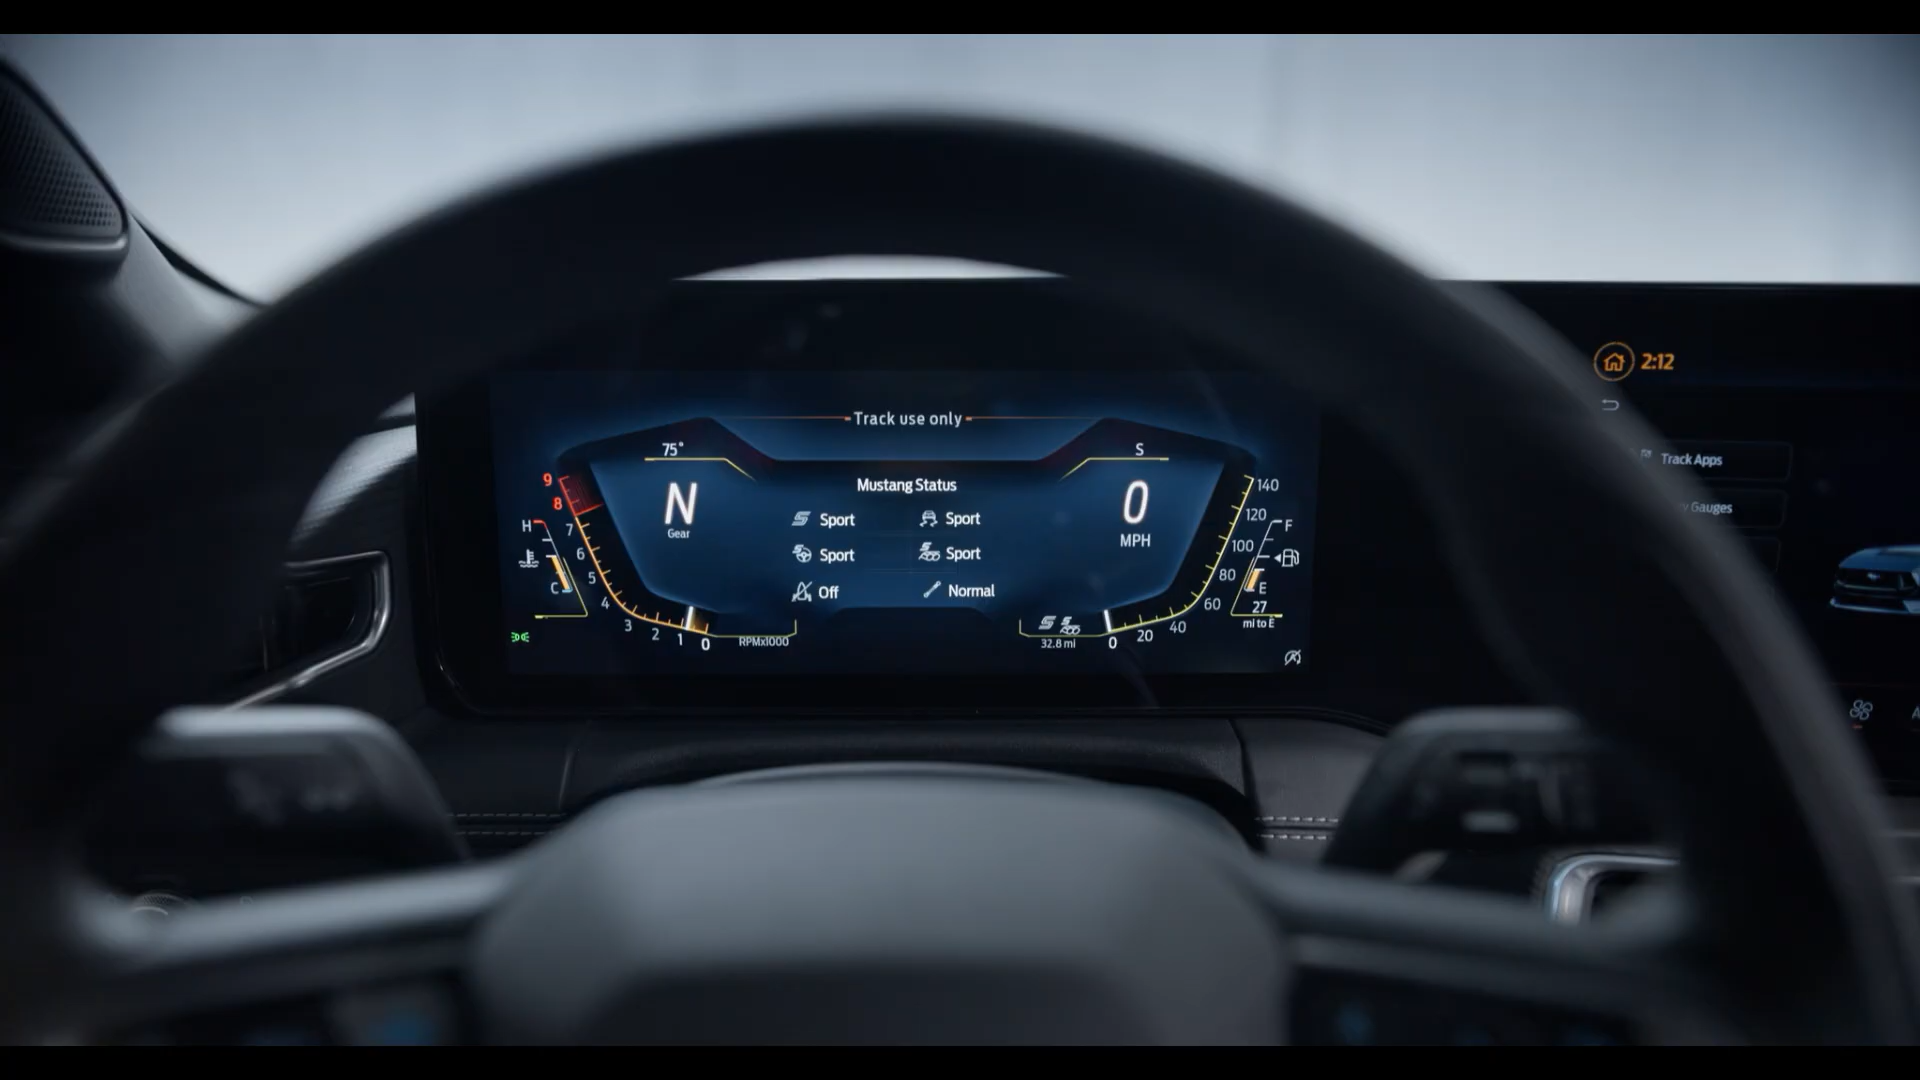 2:12
Track use only
75°
S
Mustang Status
Track Apps
N
Gear
0
MPH
Sport
Sport
Sport
Sport
Off
Normal
Gauges
H
C
9
8
7
6
5
4
3
2
1
0
RPMx1000
140
120
100
80
60
40
20
0
F
E
27
mi to E
32.8 mi